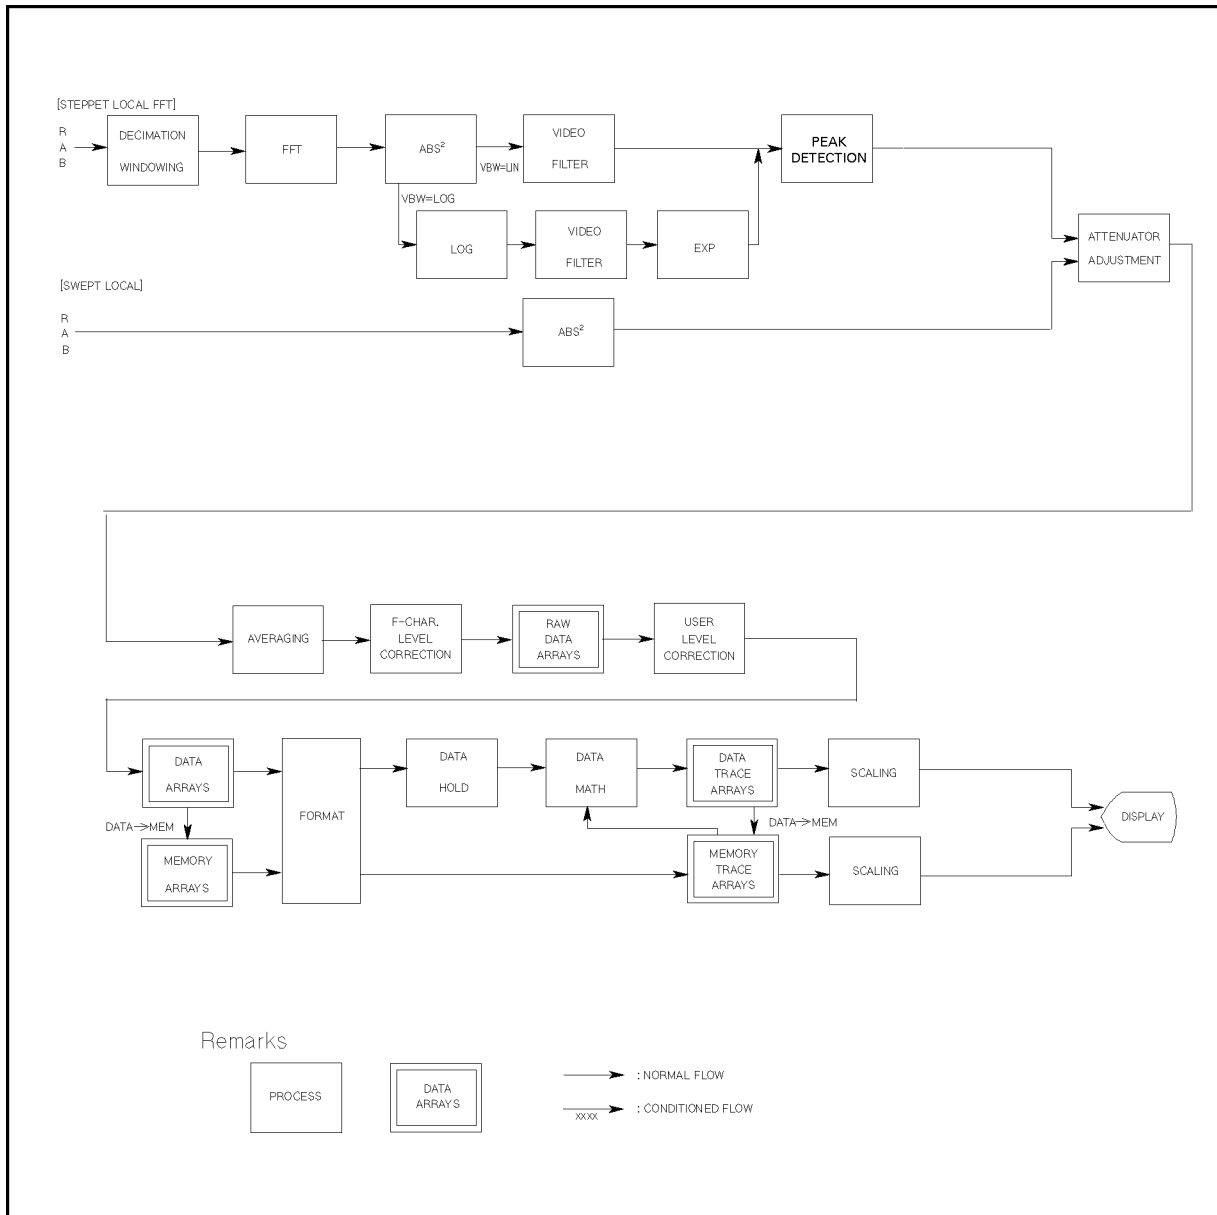 [STEPPET LOCAL FFT]
R
A
B
DECIMATION
WINDOWING
FFT
ABS²
VBW=LIN
VIDEO
FILTER
PEAK
DETECTION
VBW=LOG
LOG
VIDEO
FILTER
EXP
ATTENUATOR
ADJUSTMENT
[SWEPT LOCAL]
R
A
B
ABS²
AVERAGING
F-CHAR.
LEVEL
CORRECTION
RAW
DATA
ARRAYS
USER
LEVEL
CORRECTION
DATA
ARRAYS
DATA→MEM
MEMORY
ARRAYS
FORMAT
DATA
HOLD
DATA
MATH
DATA
TRACE
ARRAYS
DATA→MEM
MEMORY
TRACE
ARRAYS
SCALING
SCALING
DISPLAY
Remarks
PROCESS
DATA
ARRAYS
: NORMAL FLOW
XXXX
: CONDITIONED FLOW